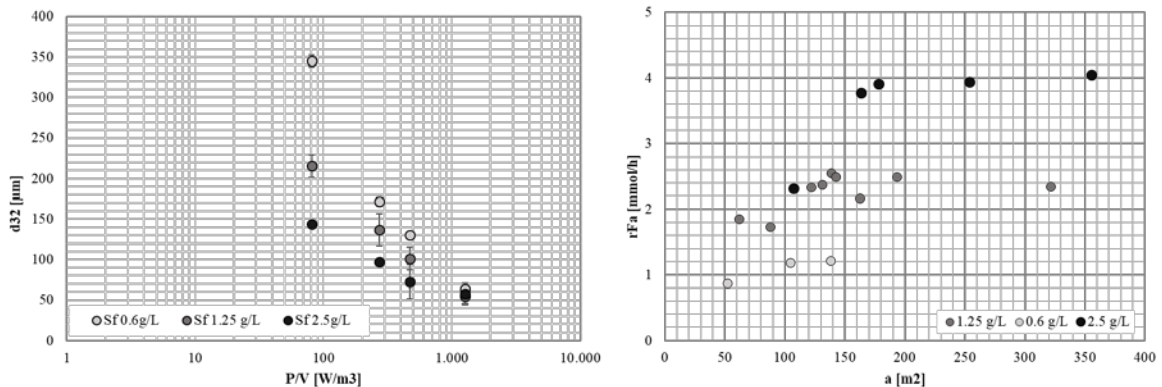 400
350
300
250
200
150
100
50
0
d32 [µm]
Sf 0.6g/L Sf 1.25 g/L Sf 2.5g/L
1 10 100 1.000 10.000
P/V [W/m3]
5
4
3
2
1
0
rFa [mmol/h]
1.25 g/L 0.6 g/L 2.5 g/L
0 50 100 150 200 250 300 350 400
a [m2]